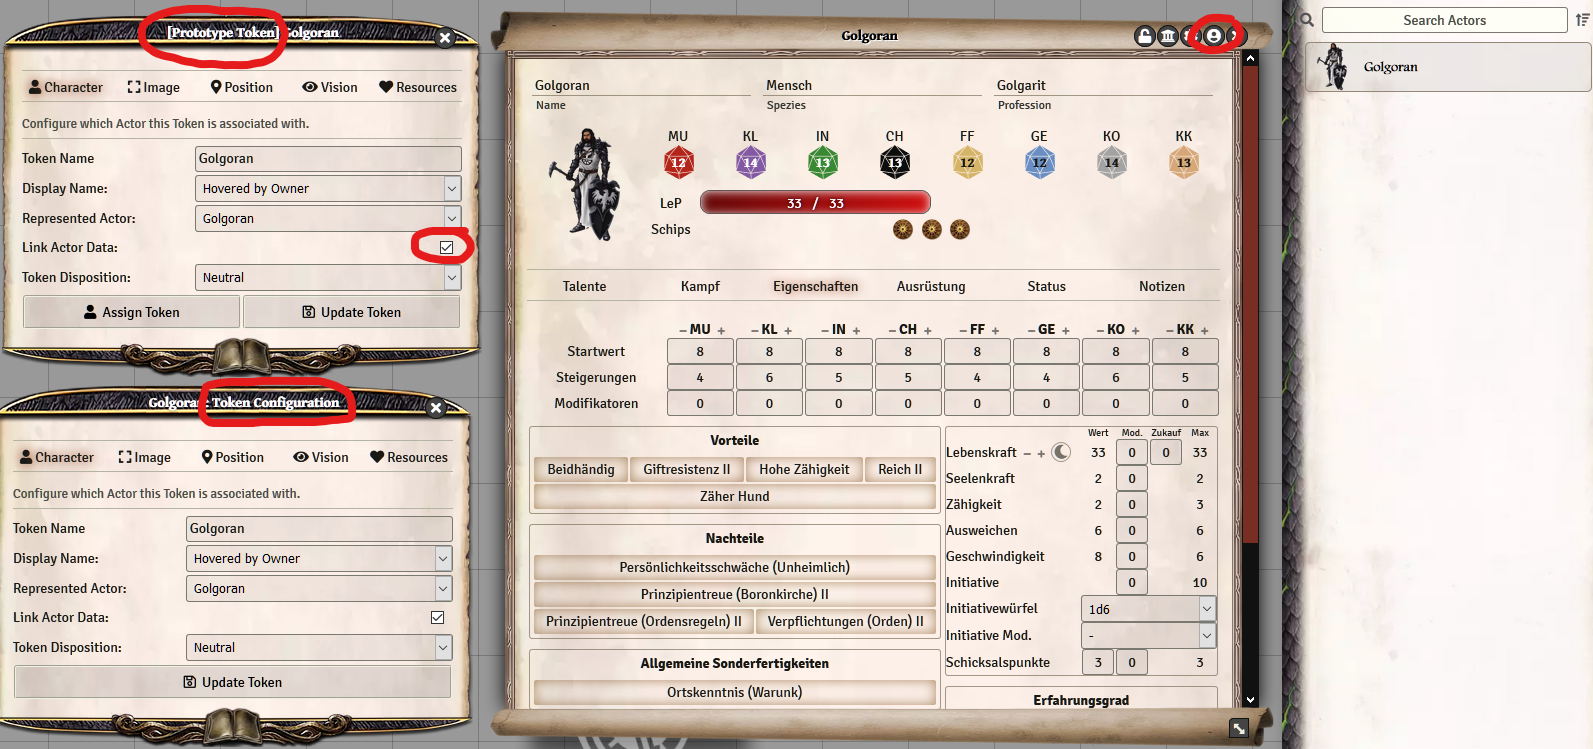 [Prototype Token] Golgoran
Character Image Position Vision Resources
Configure which Actor this Token is associated with.
Token Name Golgoran
Display Name: Hovered by Owner
Represented Actor: Golgoran
Link Actor Data:
Token Disposition: Neutral
Assign Token Update Token
Golgoran: Token Configuration
Character Image Position Vision Resources
Configure which Actor this Token is associated with.
Token Name Golgoran
Display Name: Hovered by Owner
Represented Actor: Golgoran
Link Actor Data:
Token Disposition: Neutral
Update Token
Golgoran
Golgoran Mensch Golgarit
Name Spezies Profession
MU KL IN CH FF GE KO KK
12 14 13 13 12 12 14 13
LeP 33 / 33
Schips
Talente Kampf Eigenschaften Ausrüstung Status Notizen
– MU + – KL + – IN + – CH + – FF + – GE + – KO + – KK +
Startwert 8 8 8 8 8 8 8 8
Steigerungen 4 6 5 5 4 4 6 5
Modifikatoren 0 0 0 0 0 0 0 0
Vorteile
Beidhändig Giftresistenz II Hohe Zähigkeit Reich II
Zäher Hund
Nachteile
Persönlichkeitsschwäche (Unheimlich)
Prinzipientreue (Boronkirche) II
Prinzipientreue (Ordensregeln) II Verpflichtungen (Orden) II
Allgemeine Sonderfertigkeiten
Ortskenntnis (Warunk)
Wert Mod. Zukauf Max
Lebenskraft – + 33 0 0 33
Seelenkraft 2 0 2
Zähigkeit 2 0 3
Ausweichen 6 0 6
Geschwindigkeit 8 0 6
Initiative 0 10
Initiativewürfel 1d6
Initiative Mod. -
Schicksalspunkte 3 0 3
Erfahrungsgrad
Search Actors
Golgoran